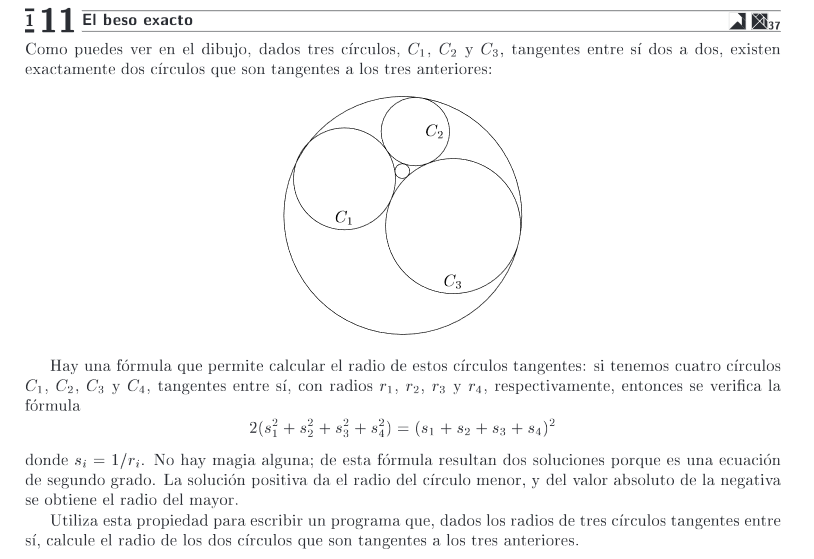 1 11 El beso exacto 37
Como puedes ver en el dibujo, dados tres círculos, C₁, C₂ y C₃, tangentes entre sí dos a dos, existen
exactamente dos círculos que son tangentes a los tres anteriores:
C₂
C₁
C₃
Hay una fórmula que permite calcular el radio de estos círculos tangentes: si tenemos cuatro círculos
C₁, C₂, C₃ y C₄, tangentes entre sí, con radios r₁, r₂, r₃ y r₄, respectivamente, entonces se verifica la
fórmula
2(s₁² + s₂² + s₃² + s₄²) = (s₁ + s₂ + s₃ + s₄)²
donde sᵢ = 1/rᵢ. No hay magia alguna; de esta fórmula resultan dos soluciones porque es una ecuación
de segundo grado. La solución positiva da el radio del círculo menor, y del valor absoluto de la negativa
se obtiene el radio del mayor.
Utiliza esta propiedad para escribir un programa que, dados los radios de tres círculos tangentes entre
sí, calcule el radio de los dos círculos que son tangentes a los tres anteriores.